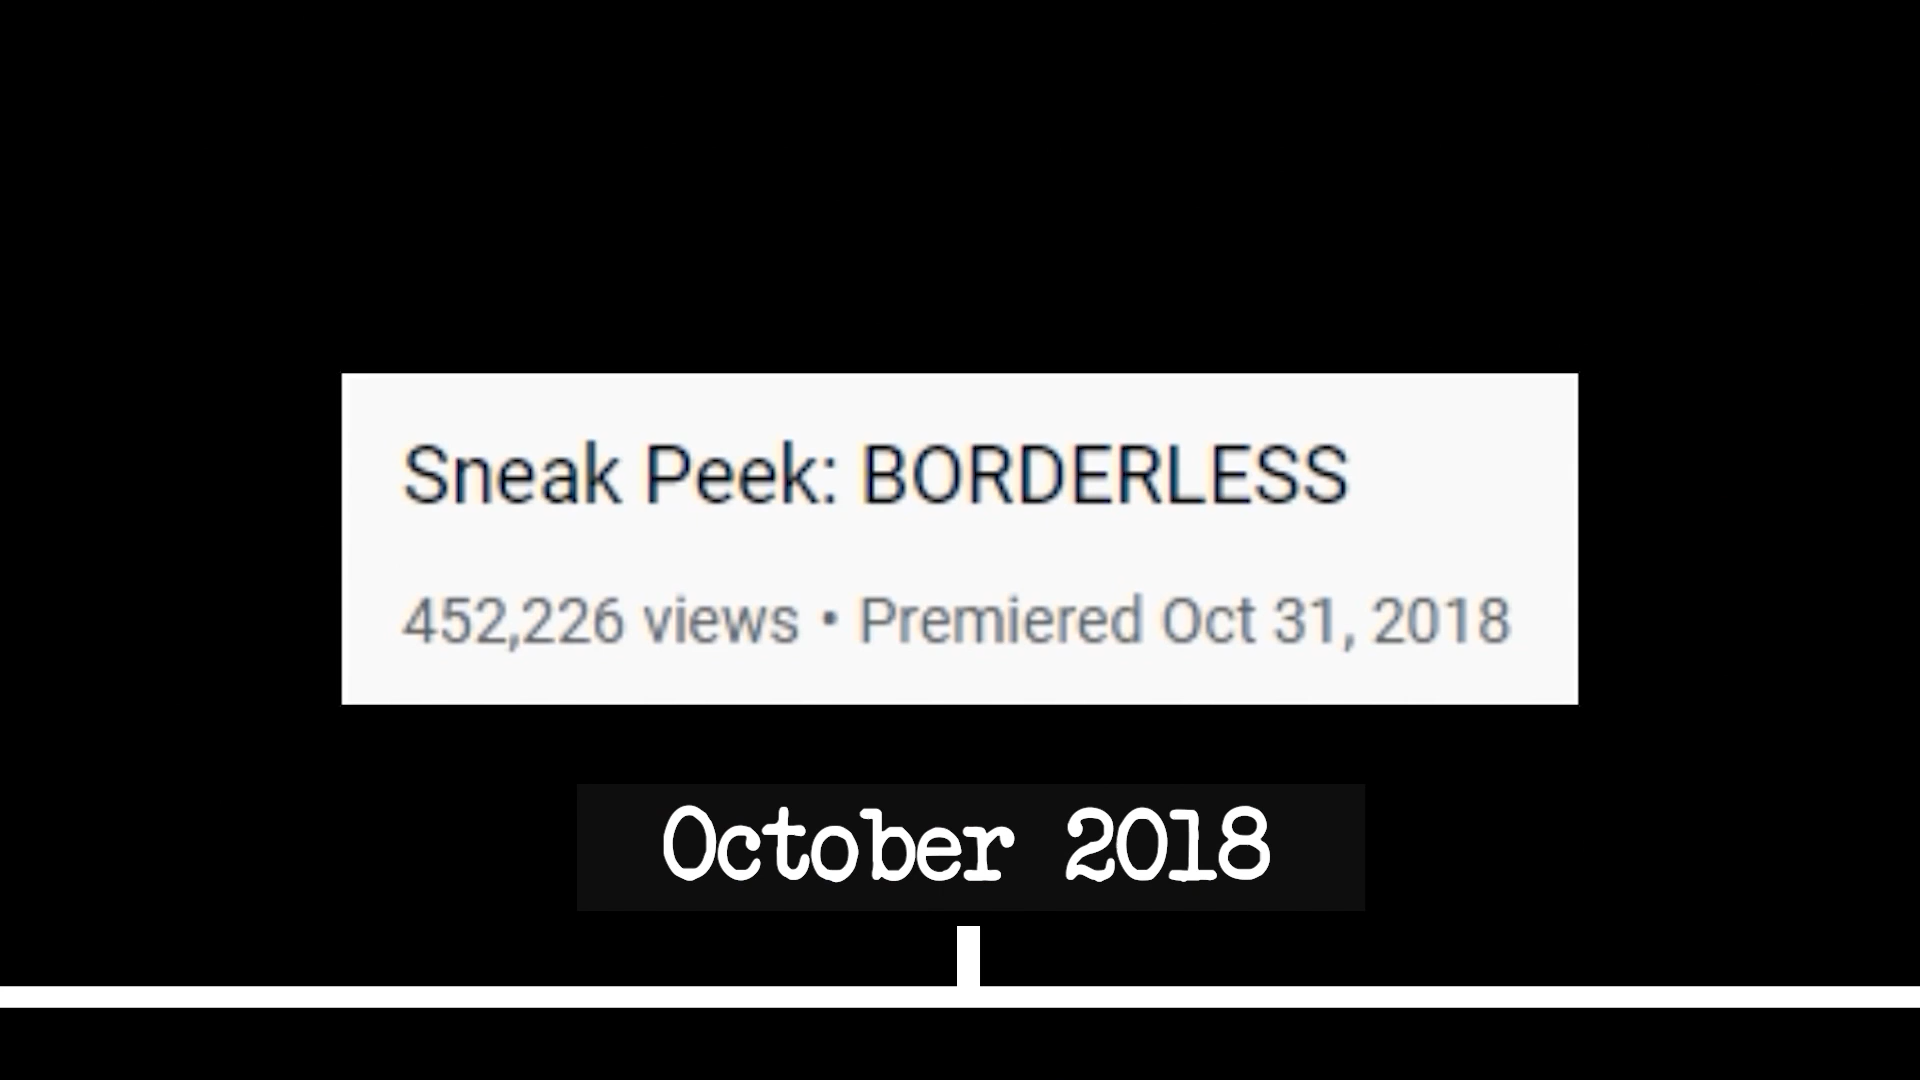 Sneak Peek: BORDERLESS
452,226 views • Premiered Oct 31, 2018
October 2018